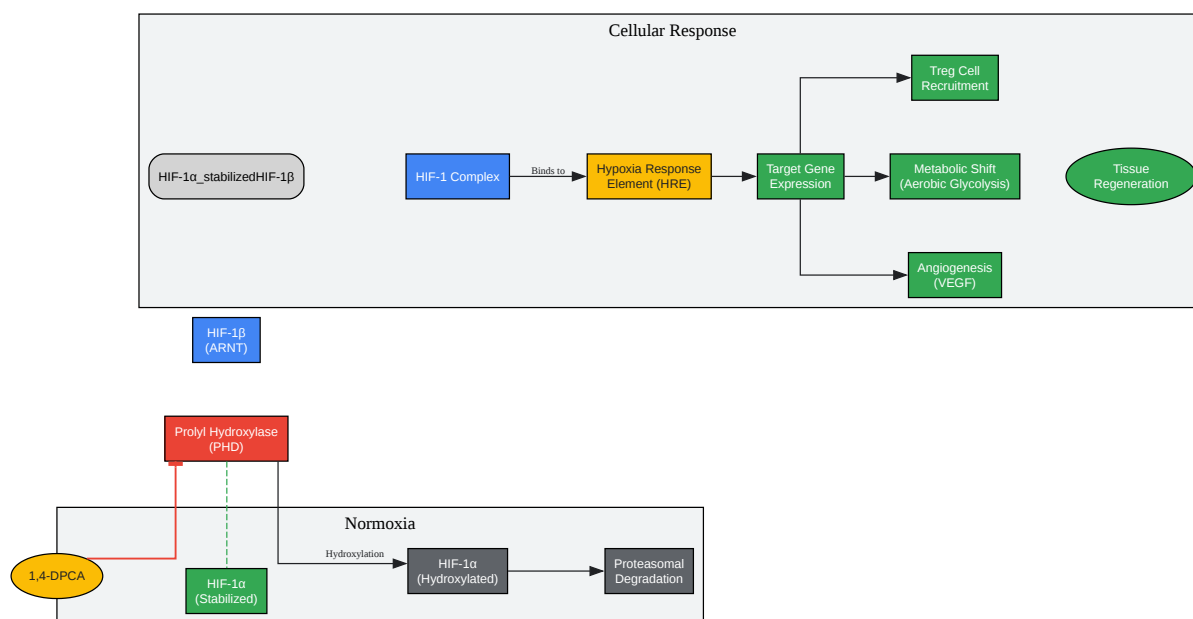 Cellular Response
Treg Cell
Recruitment
HIF-1α_stabilizedHIF-1β
HIF-1 Complex
Binds to
Hypoxia Response
Element (HRE)
Target Gene
Expression
Metabolic Shift
(Aerobic Glycolysis)
Tissue
Regeneration
Angiogenesis
(VEGF)
HIF-1β
(ARNT)
Prolyl Hydroxylase
(PHD)
Normoxia
1,4-DPCA
HIF-1α
(Stabilized)
Hydroxylation
HIF-1α
(Hydroxylated)
Proteasomal
Degradation